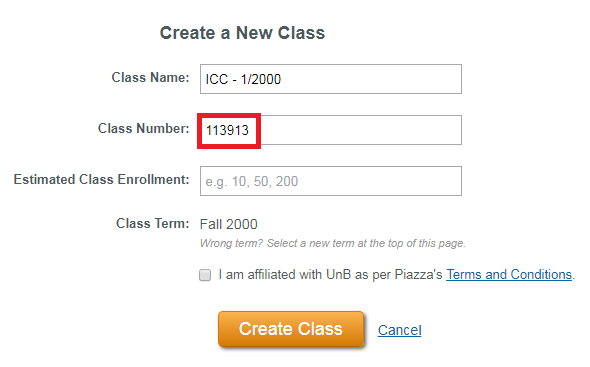 Create a New Class
Class Name: ICC - 1/2000
Class Number: 113913
Estimated Class Enrollment: e.g. 10, 50, 200
Class Term: Fall 2000
Wrong term? Select a new term at the top of this page.
I am affiliated with UnB as per Piazza's Terms and Conditions.
Create Class Cancel